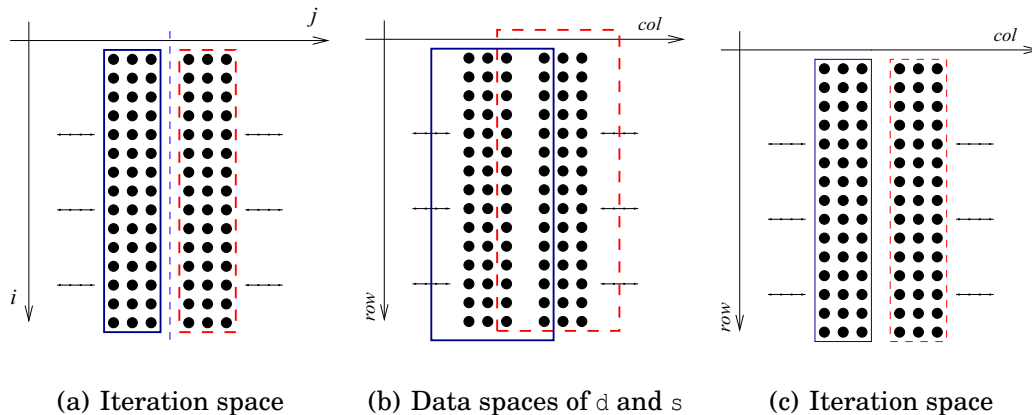 j
col
col
i
row
row
(a) Iteration space
(b) Data spaces of d and s
(c) Iteration space